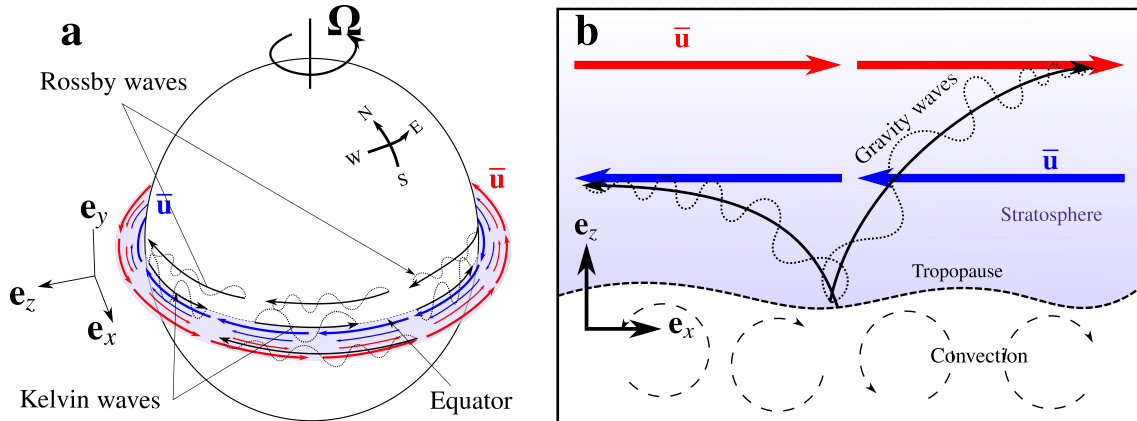 a
Ω
Rossby waves
N
E
W
S
ū
ū
e_y
e_z
e_x
Kelvin waves
Equator
b
ū
Gravity waves
ū
Stratosphere
e_z
Tropopause
e_x
Convection